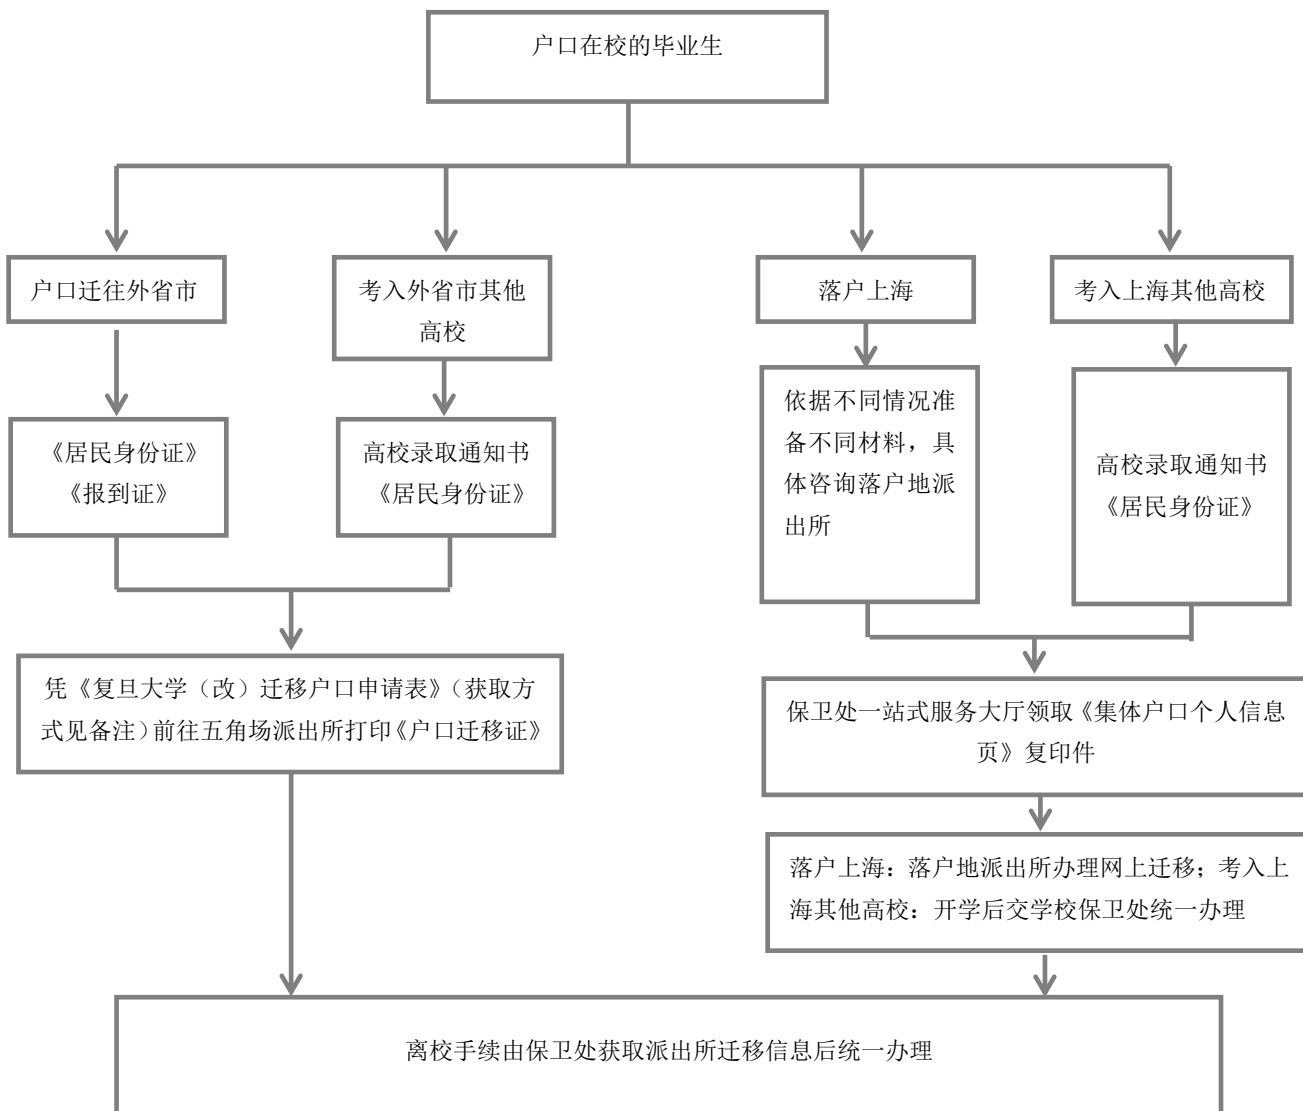 户口在校的毕业生
户口迁往外省市
考入外省市其他
高校
落户上海
考入上海其他高校
《居民身份证》
《报到证》
高校录取通知书
《居民身份证》
依据不同情况准
备不同材料，具
体咨询落户地派
出所
高校录取通知书
《居民身份证》
凭《复旦大学（改）迁移户口申请表》（获取方
式见备注）前往五角场派出所打印《户口迁移证》
保卫处一站式服务大厅领取《集体户口个人信息
页》复印件
落户上海：落户地派出所办理网上迁移；考入上
海其他高校：开学后交学校保卫处统一办理
离校手续由保卫处获取派出所迁移信息后统一办理